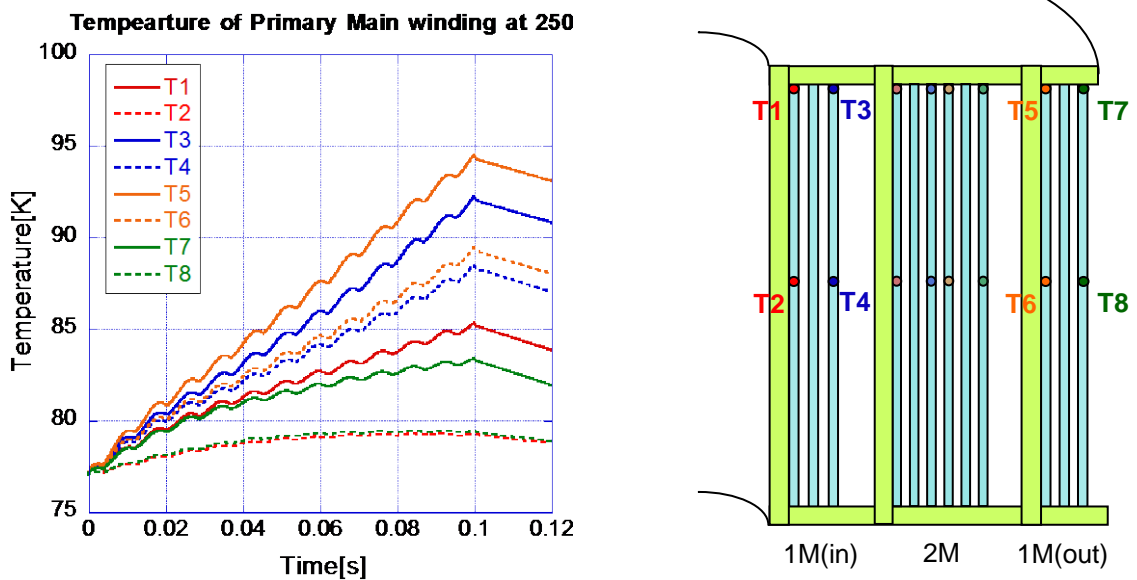 Tempearture of Primary Main winding at 250
100
95
90
85
80
75
Temperature[K]
T1
T2
T3
T4
T5
T6
T7
T8
0
0.02
0.04
0.06
0.08
0.1
0.12
Time[s]
T1
T3
T5
T7
T2
T4
T6
T8
1M(in)
2M
1M(out)